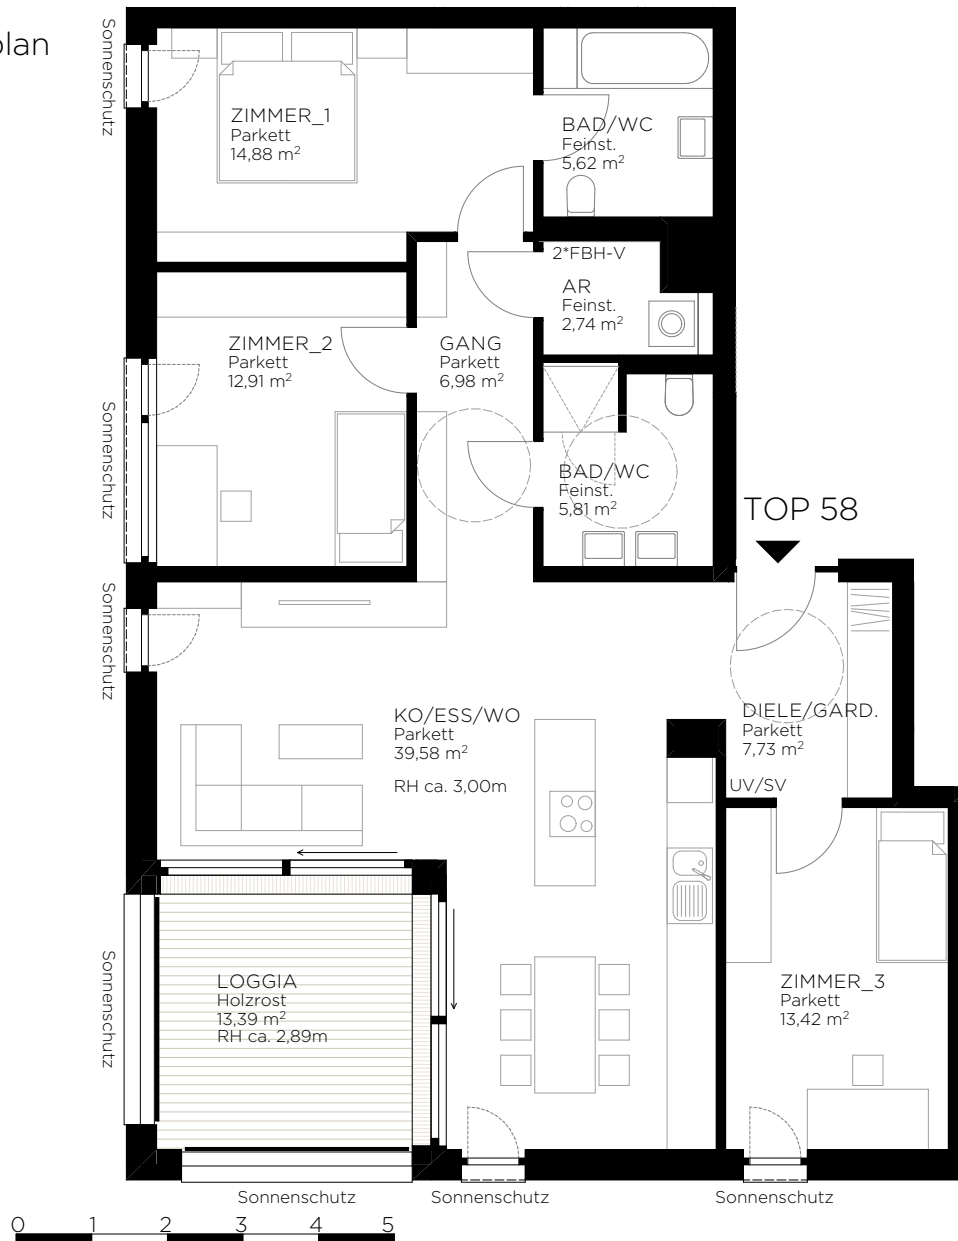 plan
Sonnenschutz
ZIMMER_1
Parkett
14,88 m²
BAD/WC
Feinst.
5,62 m²
2*FBH-V
AR
Feinst.
2,74 m²
ZIMMER_2
Parkett
12,91 m²
GANG
Parkett
6,98 m²
Sonnenschutz
BAD/WC
Feinst.
5,81 m²
TOP 58
Sonnenschutz
KO/ESS/WO
Parkett
39,58 m²
RH ca. 3,00m
DIELE/GARD.
Parkett
7,73 m²
UV/SV
Sonnenschutz
LOGGIA
Holzrost
13,39 m²
RH ca. 2,89m
ZIMMER_3
Parkett
13,42 m²
Sonnenschutz
Sonnenschutz
Sonnenschutz
0 1 2 3 4 5